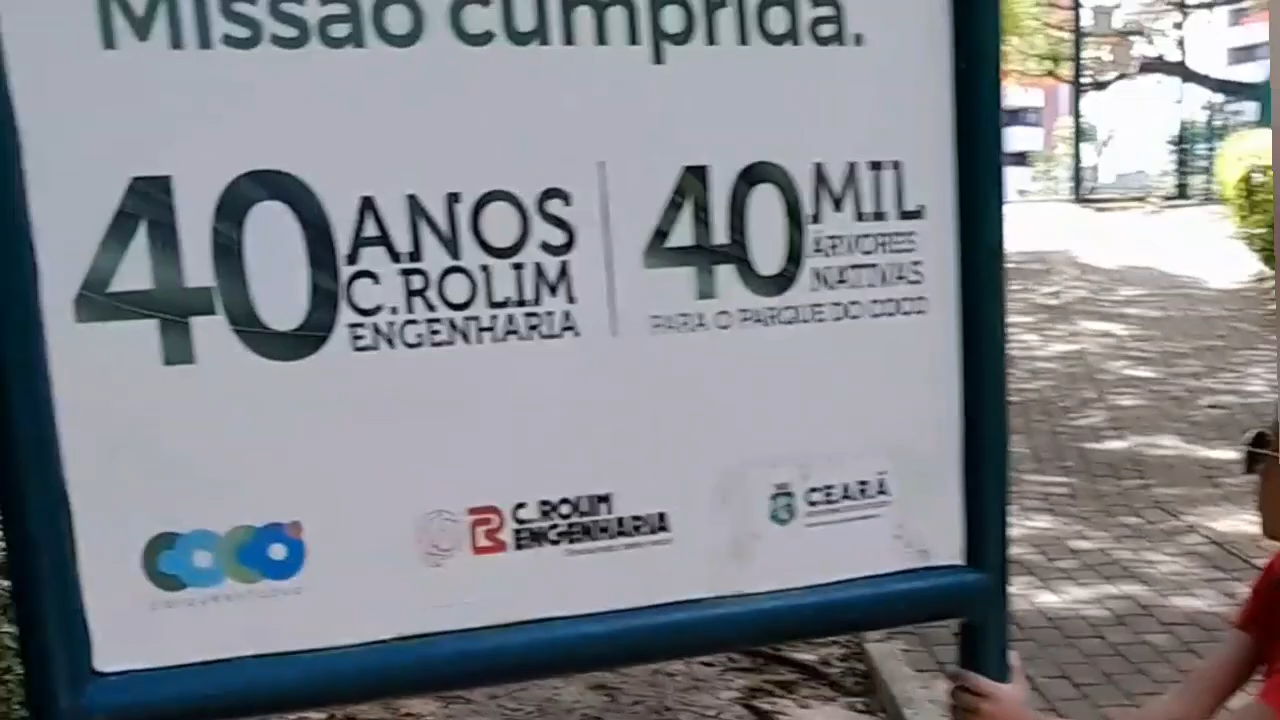 Missão cumprida.
40 ANOS
C.ROLIM
ENGENHARIA
40 MIL
ÁRVORES
NATIVAS
PARA O PARQUE DO COCÓ
COCÓ
C.ROLIM
ENGENHARIA
CEARÁ